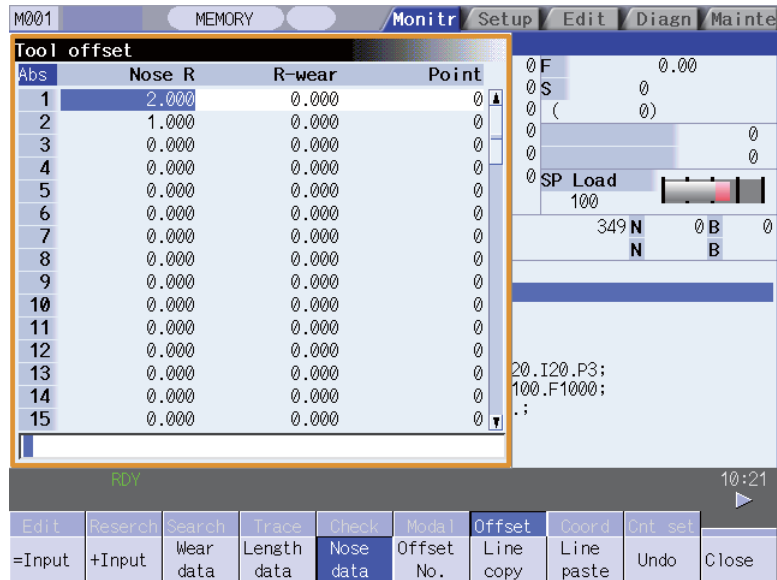 M001 MEMORY Monitr Setup Edit Diagn Mainte
Tool offset
Abs Nose R R-wear Point
1 2.000 0.000 0
2 1.000 0.000 0
3 0.000 0.000 0
4 0.000 0.000 0
5 0.000 0.000 0
6 0.000 0.000 0
7 0.000 0.000 0
8 0.000 0.000 0
9 0.000 0.000 0
10 0.000 0.000 0
11 0.000 0.000 0
12 0.000 0.000 0
13 0.000 0.000 0
14 0.000 0.000 0
15 0.000 0.000 0
0 F 0.00
0 S 0
0 ( 0)
0 0
0 0
0 SP Load
100
349 N 0 B 0
N B
20.I20.P3;
100.F1000;
.;
RDY 10:21
Edit Reserch Search Trace Check Modal Offset Coord Cnt set
=Input +Input Wear data Length data Nose data Offset No. Line copy Line paste Undo Close